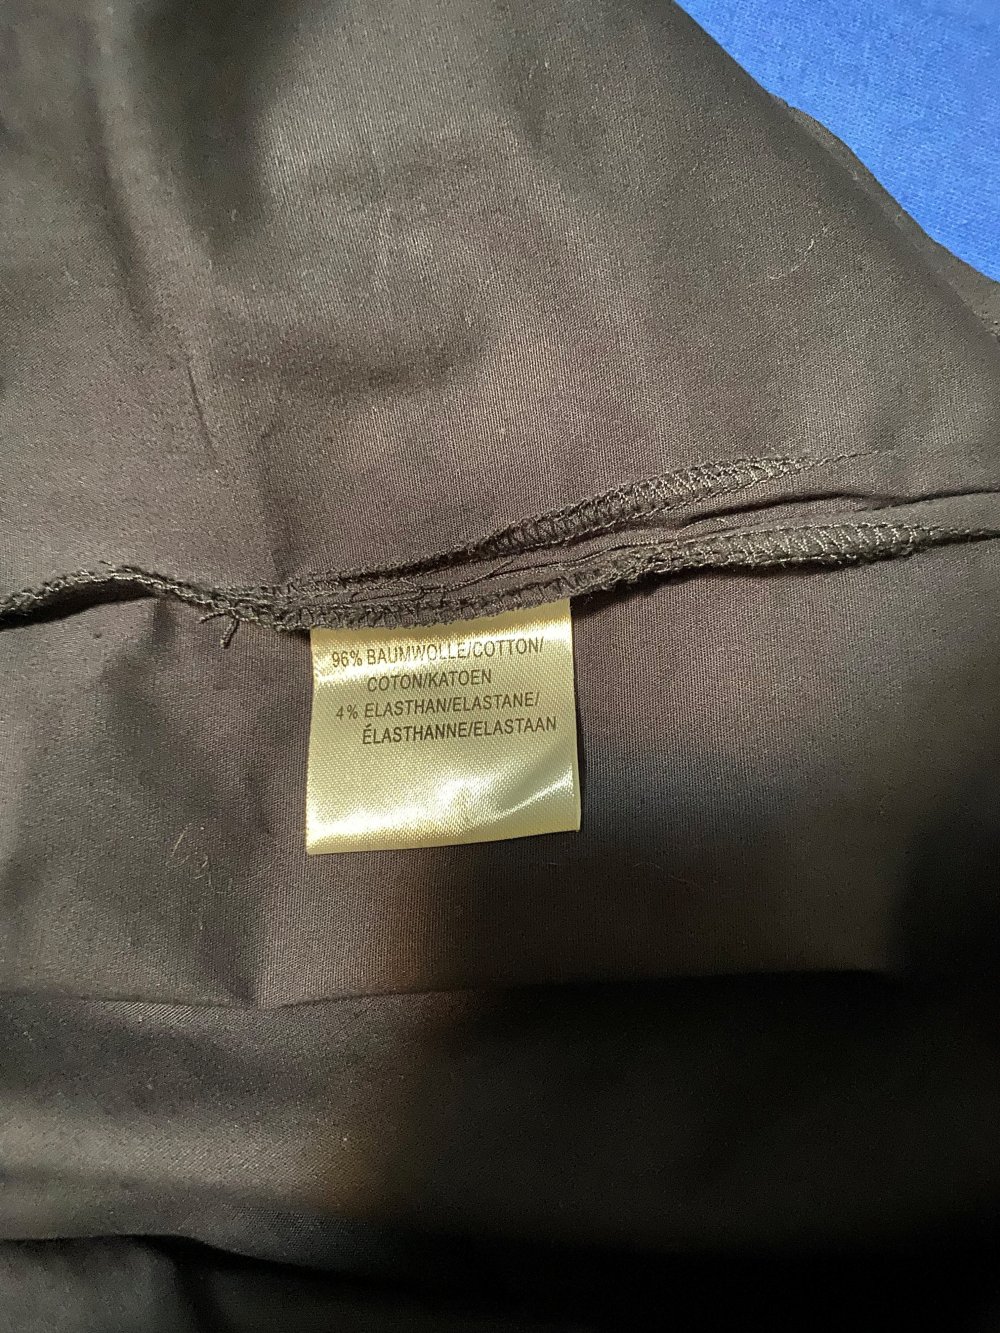 96% BAUMWOLLE/COTTON/
COTON/KATOEN
4% ELASTHAN/ELASTANE/
ÉLASTHANNE/ELASTAAN